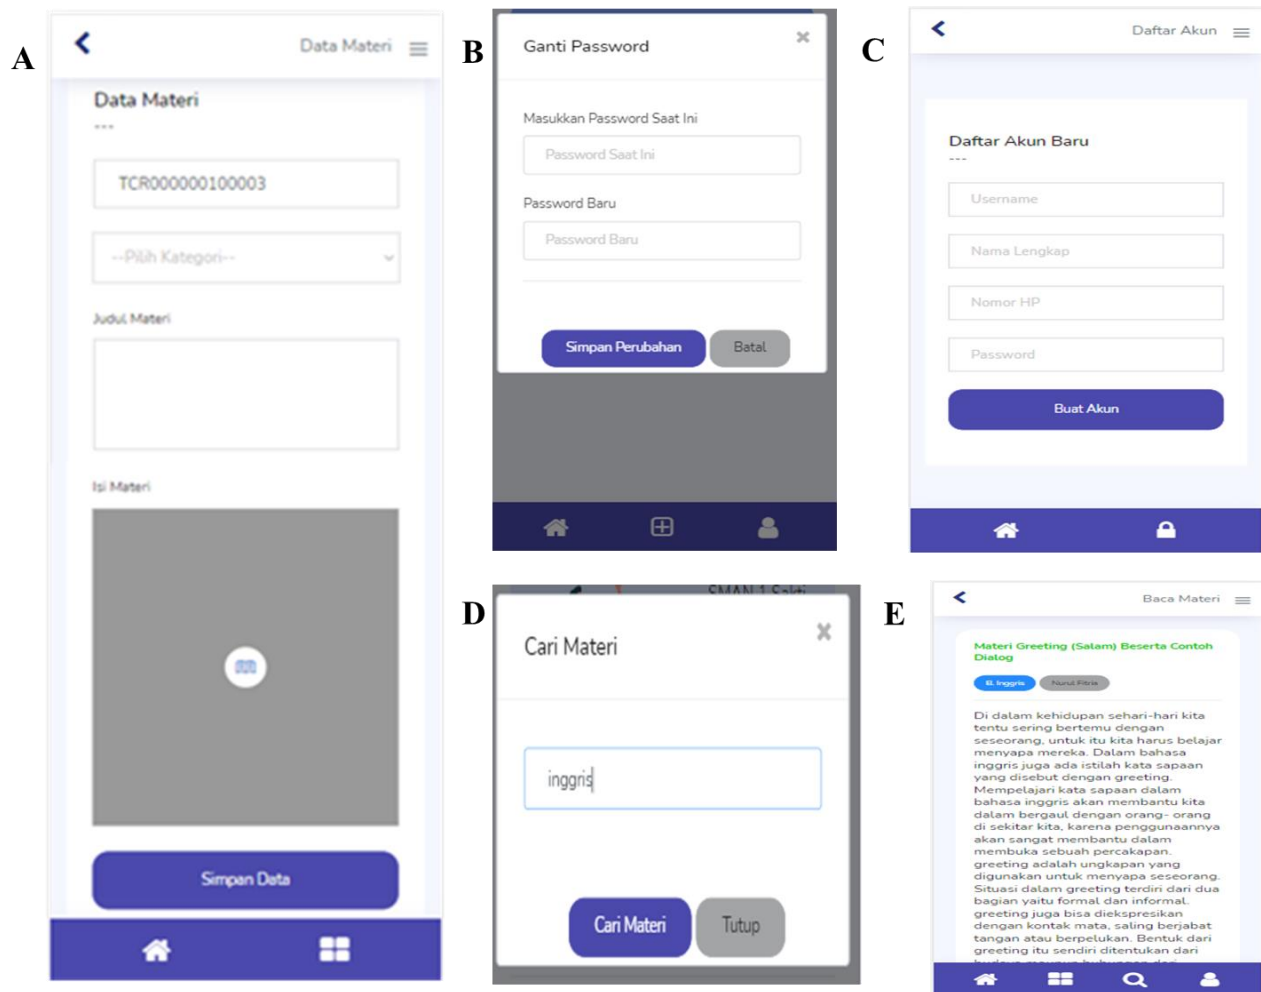 A
Data Materi
Data Materi
---
TCR000000100003
--Pilih Kategori--
Judul Materi
Isi Materi
Simpan Data
B
Ganti Password
Masukkan Password Saat Ini
Password Saat Ini
Password Baru
Password Baru
Simpan Perubahan
Batal
C
Daftar Akun
Daftar Akun Baru
---
Username
Nama Lengkap
Nomor HP
Password
Buat Akun
D
SMAN 1 Sakti
Cari Materi
inggris
Cari Materi
Tutup
E
Baca Materi
Materi Greeting (Salam) Beserta Contoh
Dialog
B. Inggris
Nurul Fitria
Di dalam kehidupan sehari-hari kita
tentu sering bertemu dengan
seseorang, untuk itu kita harus belajar
menyapa mereka. Dalam bahasa
inggris juga ada istilah kata sapaan
yang disebut dengan greeting.
Mempelajari kata sapaan dalam
bahasa inggris akan membantu kita
dalam bergaul dengan orang- orang
di sekitar kita, karena penggunaannya
akan sangat membantu dalam
membuka sebuah percakapan.
greeting adalah ungkapan yang
digunakan untuk menyapa seseorang.
Situasi dalam greeting terdiri dari dua
bagian yaitu formal dan informal.
greeting juga bisa diekspresikan
dengan kontak mata, saling berjabat
tangan atau berpelukan. Bentuk dari
greeting itu sendiri ditentukan dari